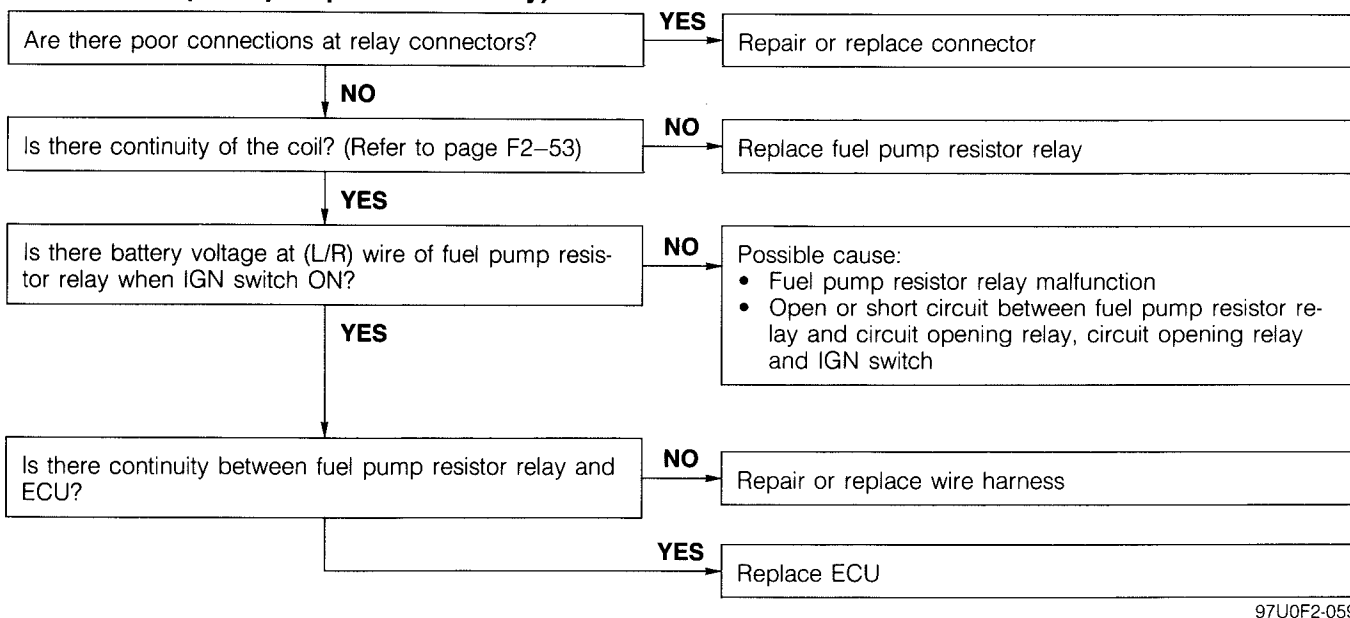 Are there poor connections at relay connectors?
YES
Repair or replace connector
NO
Is there continuity of the coil? (Refer to page F2–53)
NO
Replace fuel pump resistor relay
YES
Is there battery voltage at (L/R) wire of fuel pump resis-
tor relay when IGN switch ON?
NO
Possible cause:
• Fuel pump resistor relay malfunction
• Open or short circuit between fuel pump resistor re-
lay and circuit opening relay, circuit opening relay
and IGN switch
YES
Is there continuity between fuel pump resistor relay and
ECU?
NO
Repair or replace wire harness
YES
Replace ECU
97U0F2-059